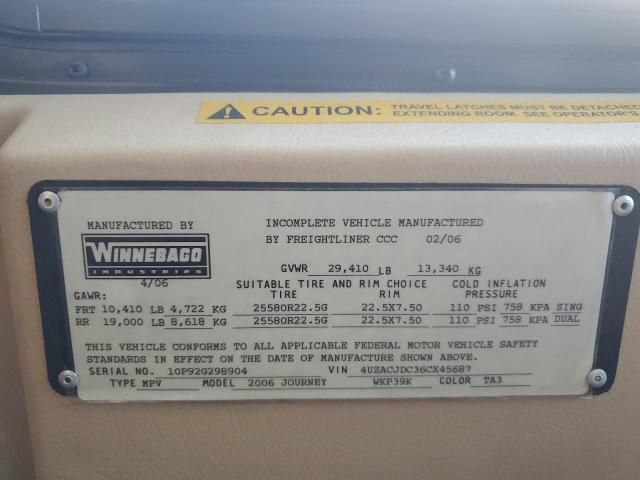 CAUTION: TRAVEL LATCHES MUST BE DETACHED
EXTENDING ROOM. SEE OPERATOR'S
MANUFACTURED BY
WINNEBAGO
INDUSTRIES
4/06
INCOMPLETE VEHICLE MANUFACTURED
BY FREIGHTLINER CCC 02/06
GVWR 29,410 LB 13,340 KG
SUITABLE TIRE AND RIM CHOICE COLD INFLATION
GAWR: TIRE RIM PRESSURE
FRT 10,410 LB 4,722 KG 25580R22.5G 22.5X7.50 110 PSI 758 KPA SING
RR 19,000 LB 8,618 KG 25580R22.5G 22.5X7.50 110 PSI 758 KPA DUAL
THIS VEHICLE CONFORMS TO ALL APPLICABLE FEDERAL MOTOR VEHICLE SAFETY
STANDARDS IN EFFECT ON THE DATE OF MANUFACTURE SHOWN ABOVE.
SERIAL NO. 10P92G298904 VIN 4UZACJDC36CX45687
TYPE MPV MODEL 2006 JOURNEY WKP39K COLOR TA3